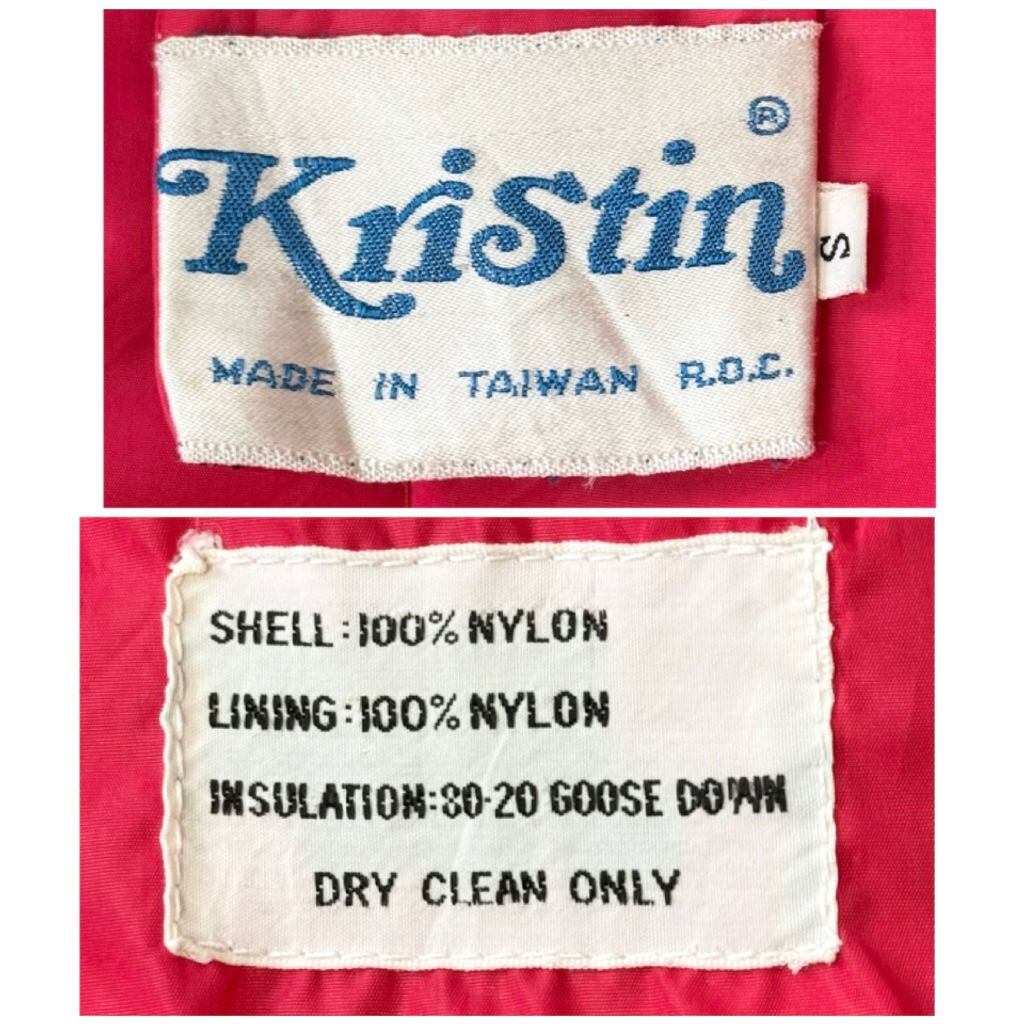 Kristin®
S
MADE IN TAIWAN R.O.C.
SHELL:100% NYLON
LINING:100% NYLON
INSULATION:80-20 GOOSE DOWN
DRY CLEAN ONLY